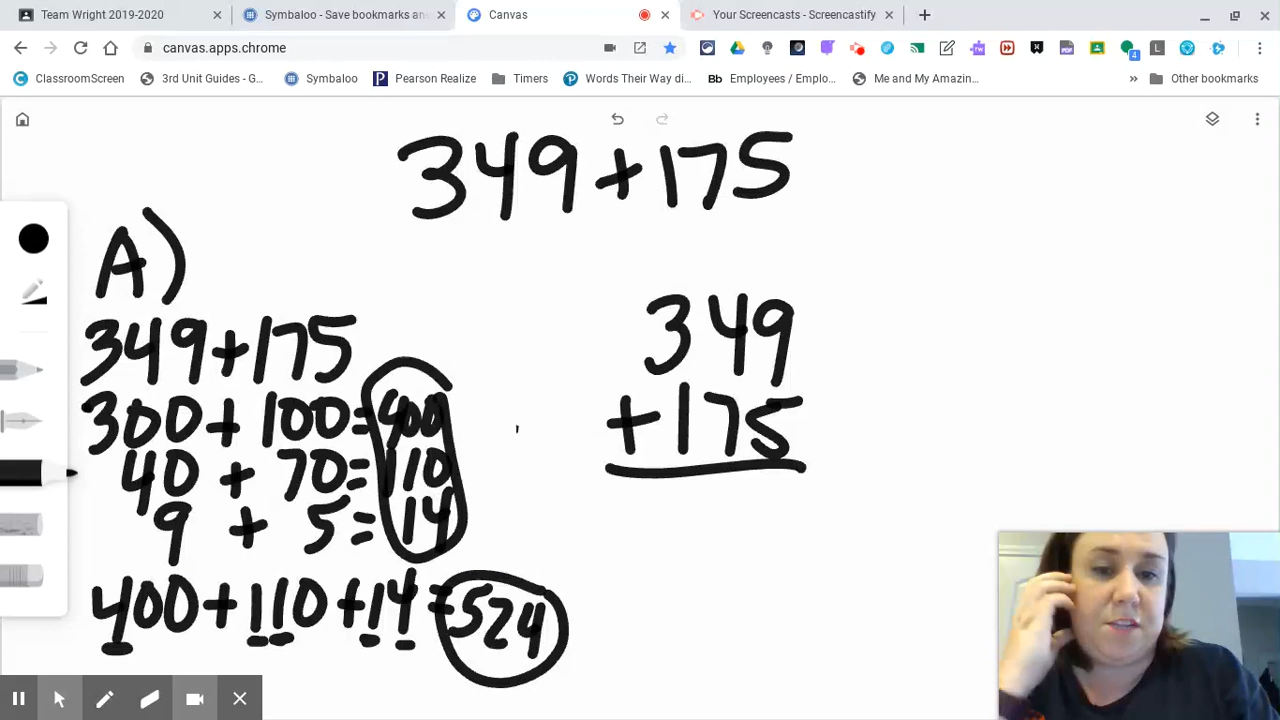 Team Wright 2019-2020
Symbaloo - Save bookmarks an
Canvas
Your Screencasts - Screencastify
canvas.apps.chrome
4
ClassroomScreen
3rd Unit Guides - G...
Symbaloo
Pearson Realize
Timers
Words Their Way di...
Bb Employees / Emplo...
Me and My Amazin...
»
Other bookmarks
349+175
A)
349+175
300+100=400
40+70=110
9+5=14
400+110+14=524
349
+175